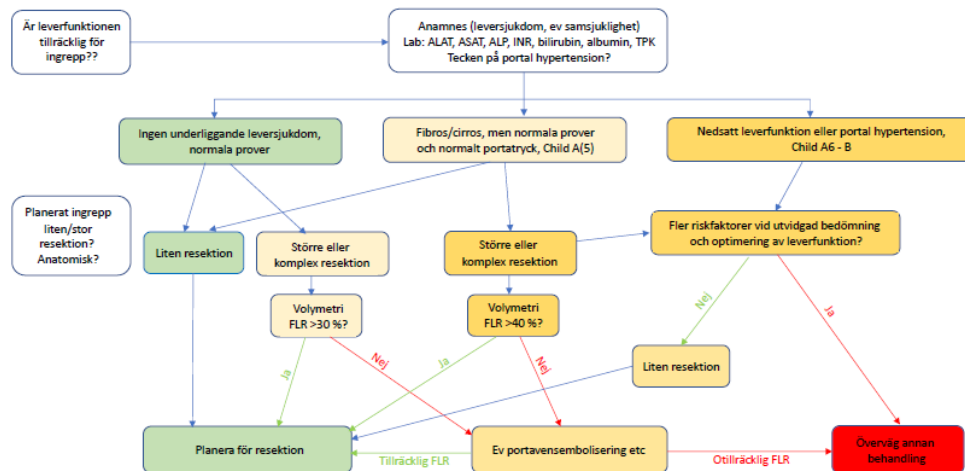 Är leverfunktionen
tillräcklig för
ingrepp??
Anamnes (leversjukdom, ev samsjuklighet)
Lab: ALAT, ASAT, ALP, INR, bilirubin, albumin, TPK
Tecken på portal hypertension?
Ingen underliggande leversjukdom,
normala prover
Fibros/cirros, men normala prover
och normalt portatryck, Child A(5)
Nedsatt leverfunktion eller portal hypertension,
Child A6 - B
Planerat ingrepp
liten/stor
resektion?
Anatomisk?
Liten resektion
Större eller
komplex resektion
Större eller
komplex resektion
Fler riskfaktorer vid utvidgad bedömning
och optimering av leverfunktion?
Volymetri
FLR >30 %?
Volymetri
FLR >40 %?
Nej
Ja
Liten resektion
Ja
Nej
Ja
Nej
Planera för resektion
Tillräcklig FLR
Ev portavensembolisering etc
Otillräcklig FLR
Överväg annan
behandling